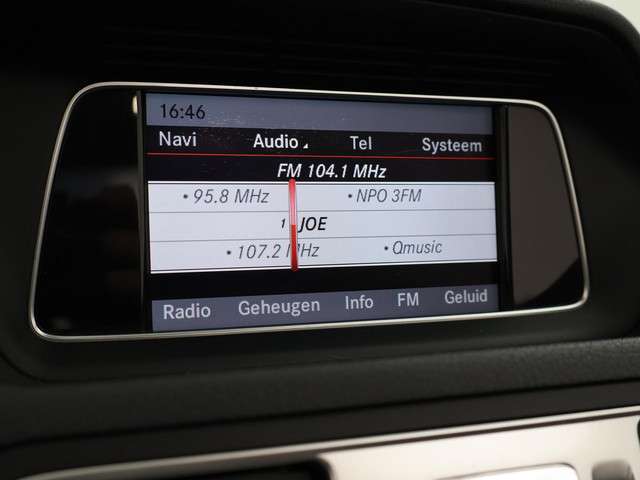 16:46
Navi Audio Tel Systeem
FM 104.1 MHz
• 95.8 MHz • NPO 3FM
1 JOE
• 107.2 MHz • Qmusic
Radio Geheugen Info FM Geluid